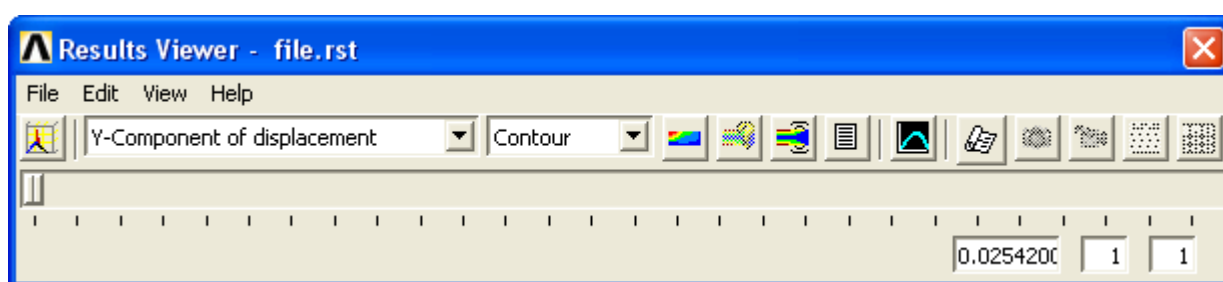 Results Viewer - file.rst
File Edit View Help
Y-Component of displacement Contour
0.0254200 1 1